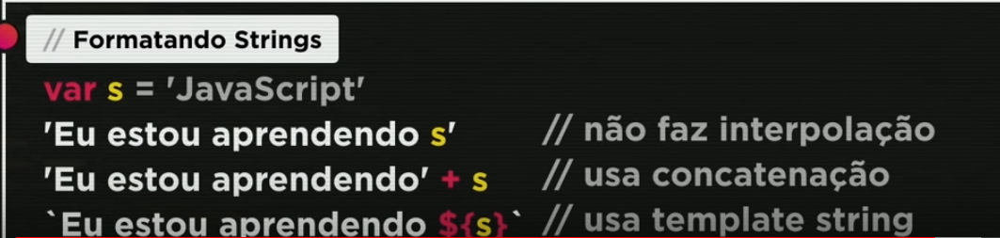 // Formatando Strings
var s = 'JavaScript'
'Eu estou aprendendo s' // não faz interpolação
'Eu estou aprendendo' + s // usa concatenação
`Eu estou aprendendo ${s}` // usa template string